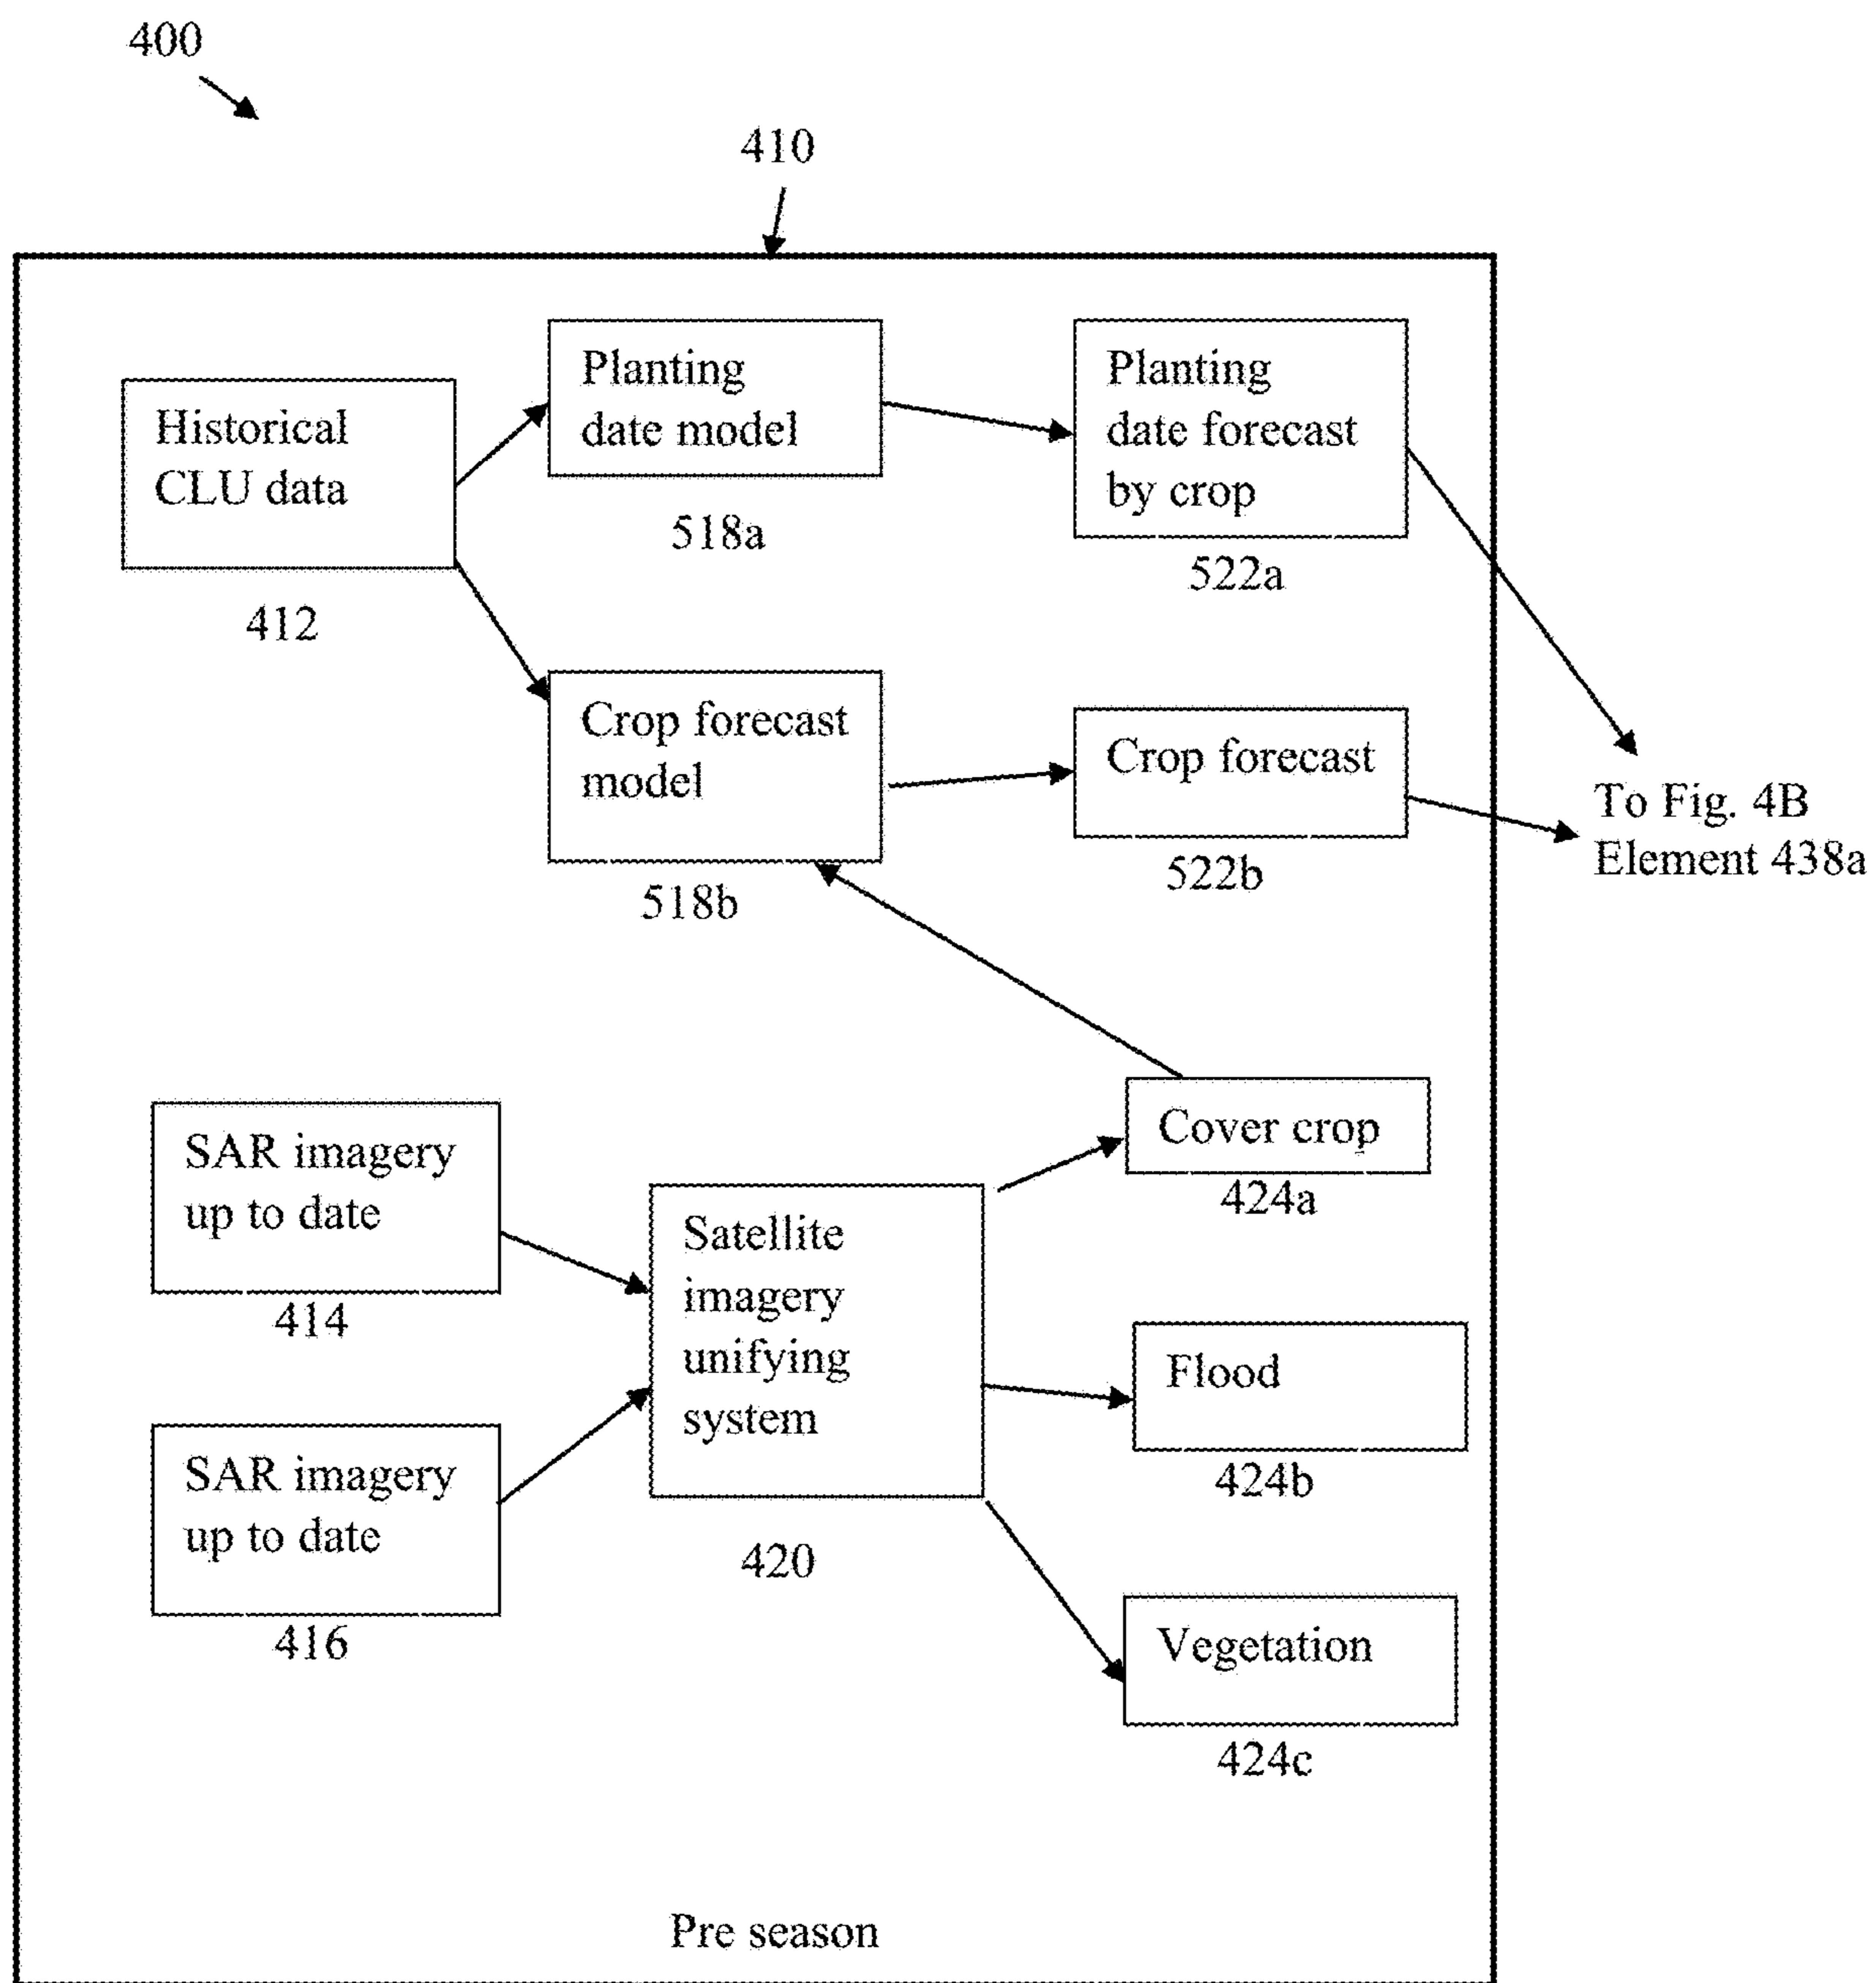 400
410
Historical
CLU data
412
Planting
date model
518a
Planting
date forecast
by crop
522a
Crop forecast
model
518b
Crop forecast
522b
To Fig. 4B
Element 438a
SAR imagery
up to date
414
SAR imagery
up to date
416
Satellite
imagery
unifying
system
420
Cover crop
424a
Flood
424b
Vegetation
424c
Pre season